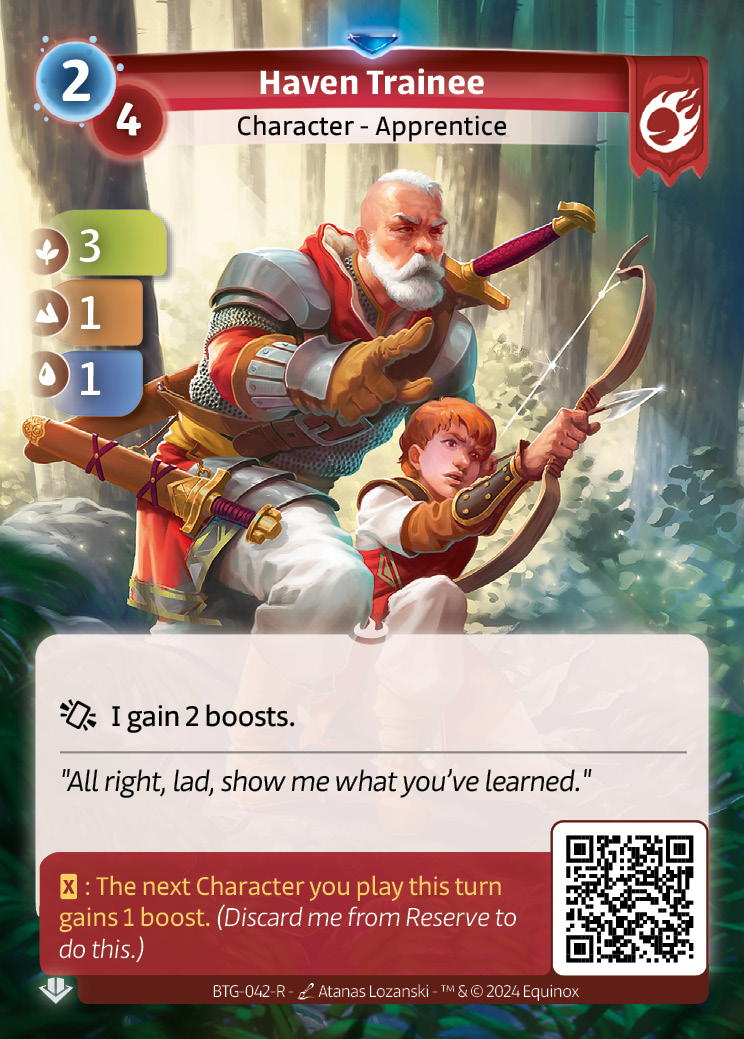 2
Haven Trainee
4
Character - Apprentice
3
1
1
I gain 2 boosts.
"All right, lad, show me what you've learned."
X : The next Character you play this turn
gains 1 boost. (Discard me from Reserve to
do this.)
BTG-042-R - Atanas Lozanski - ™ & © 2024 Equinox